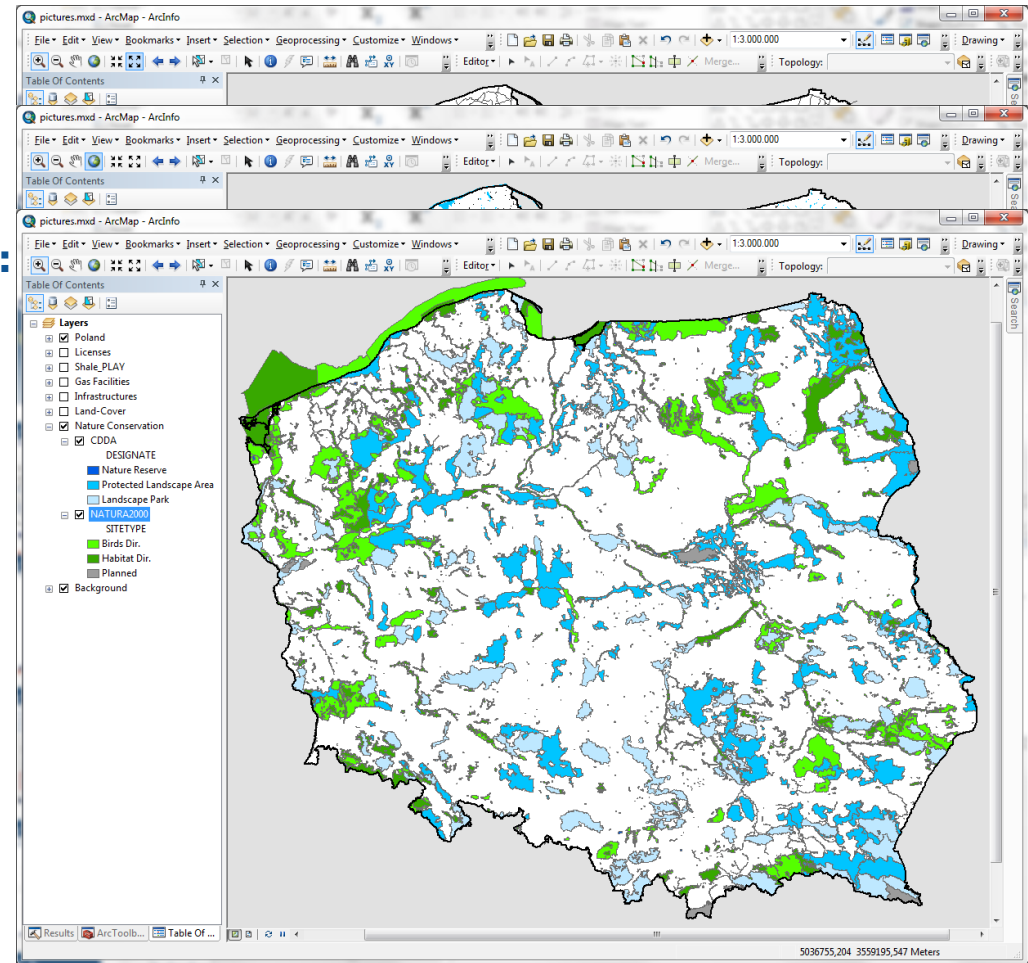 pictures.mxd - ArcMap - ArcInfo
File Edit View Bookmarks Insert Selection Geoprocessing Customize Windows 1:3.000.000 Drawing
Editor Merge... Topology:
Table Of Contents
pictures.mxd - ArcMap - ArcInfo
File Edit View Bookmarks Insert Selection Geoprocessing Customize Windows 1:3.000.000 Drawing
Editor Merge... Topology:
Table Of Contents
pictures.mxd - ArcMap - ArcInfo
File Edit View Bookmarks Insert Selection Geoprocessing Customize Windows 1:3.000.000 Drawing
:
Editor Merge... Topology:
Table Of Contents
Search
Layers
Poland
Licenses
Shale_PLAY
Gas Facilities
Infrastructures
Land-Cover
Nature Conservation
CDDA
DESIGNATE
Nature Reserve
Protected Landscape Area
Landscape Park
NATURA2000
SITETYPE
Birds Dir.
Habitat Dir.
Planned
Background
Results ArcToolb... Table Of ...
5036755,204 3559195,547 Meters